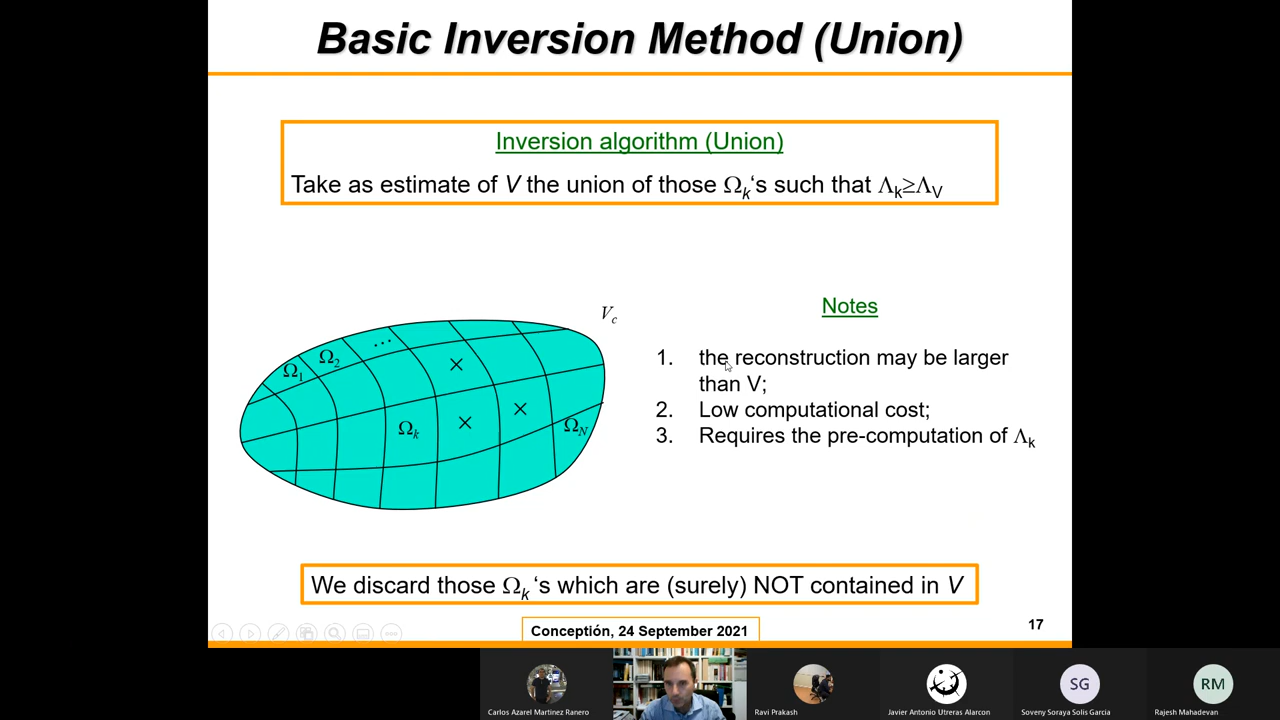 Basic Inversion Method (Union)
Inversion algorithm (Union)
Take as estimate of V the union of those Ωk‘s such that Λk≥ΛV
Vc
Ω1
Ω2
...
×
Ωk
×
×
ΩN
Notes
1. the reconstruction may be larger
than V;
2. Low computational cost;
3. Requires the pre-computation of Λk
We discard those Ωk ‘s which are (surely) NOT contained in V
Conceptión, 24 September 2021
17
SG
RM
Carlos Azarel Martinez Ranero
Ravi Prakash
Javier Antonio Utreras Alarcon
Soveny Soraya Solis Garcia
Rajesh Mahadevan